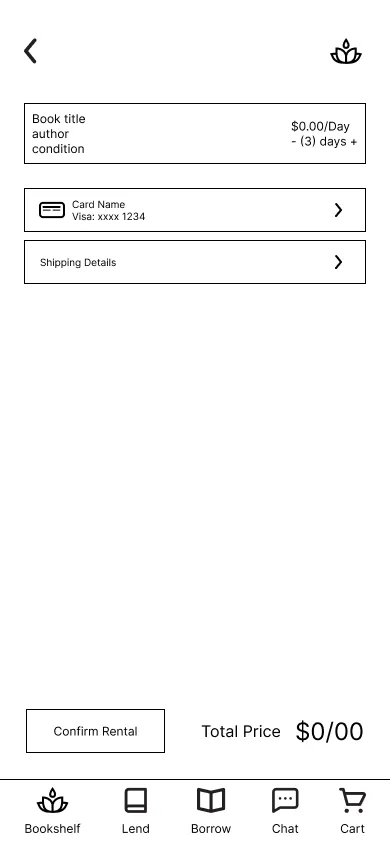 Book title
author
condition
$0.00/Day
- (3) days +
Card Name
Visa: xxxx 1234
Shipping Details
Confirm Rental
Total Price $0/00
Bookshelf Lend Borrow Chat Cart